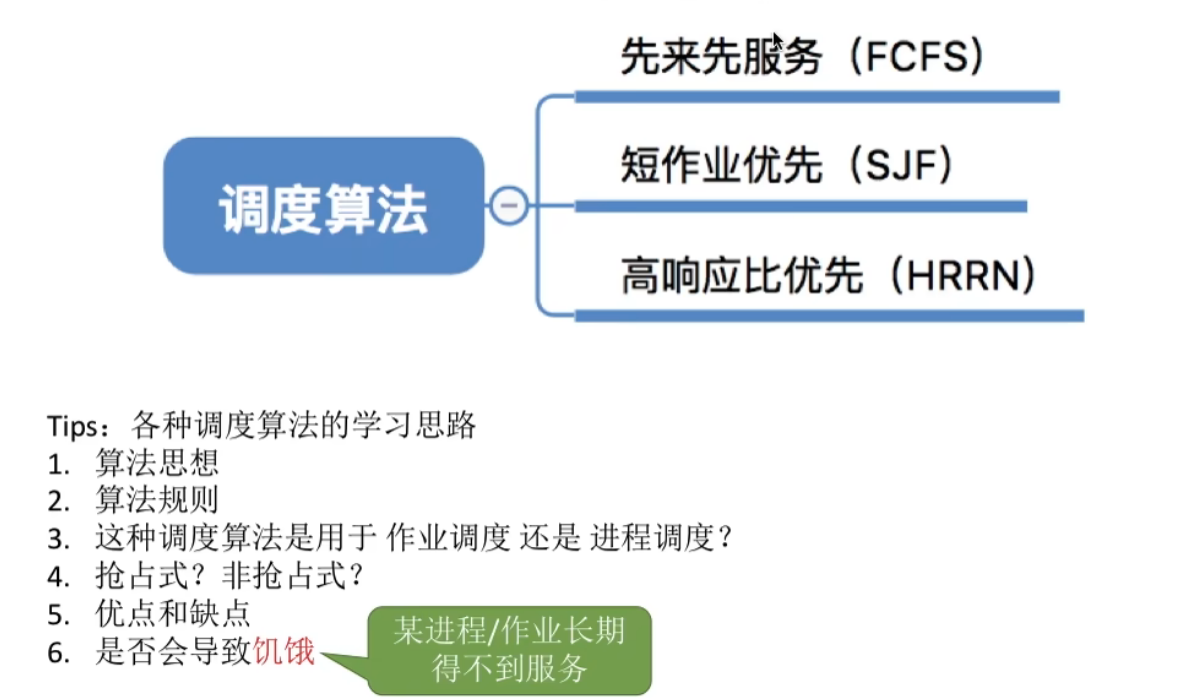 调度算法
先来先服务（FCFS）
短作业优先（SJF）
高响应比优先（HRRN）
Tips：各种调度算法的学习思路
1. 算法思想
2. 算法规则
3. 这种调度算法是用于 作业调度 还是 进程调度？
4. 抢占式？非抢占式？
5. 优点和缺点
6. 是否会导致饥饿
某进程/作业长期
得不到服务